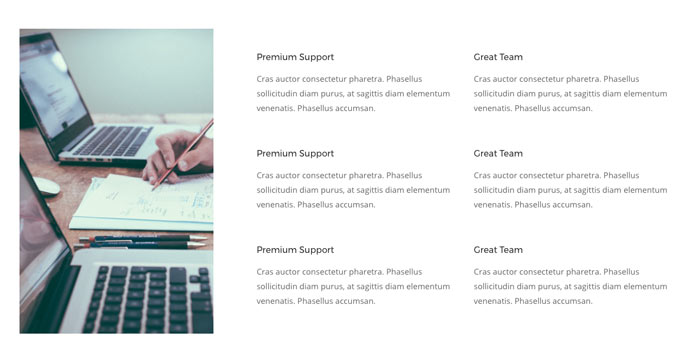 Premium Support
Cras auctor consectetur pharetra. Phasellus
sollicitudin diam purus, at sagittis diam elementum
venenatis. Phasellus accumsan.
Great Team
Cras auctor consectetur pharetra. Phasellus
sollicitudin diam purus, at sagittis diam elementum
venenatis. Phasellus accumsan.
Premium Support
Cras auctor consectetur pharetra. Phasellus
sollicitudin diam purus, at sagittis diam elementum
venenatis. Phasellus accumsan.
Great Team
Cras auctor consectetur pharetra. Phasellus
sollicitudin diam purus, at sagittis diam elementum
venenatis. Phasellus accumsan.
Premium Support
Cras auctor consectetur pharetra. Phasellus
sollicitudin diam purus, at sagittis diam elementum
venenatis. Phasellus accumsan.
Great Team
Cras auctor consectetur pharetra. Phasellus
sollicitudin diam purus, at sagittis diam elementum
venenatis. Phasellus accumsan.